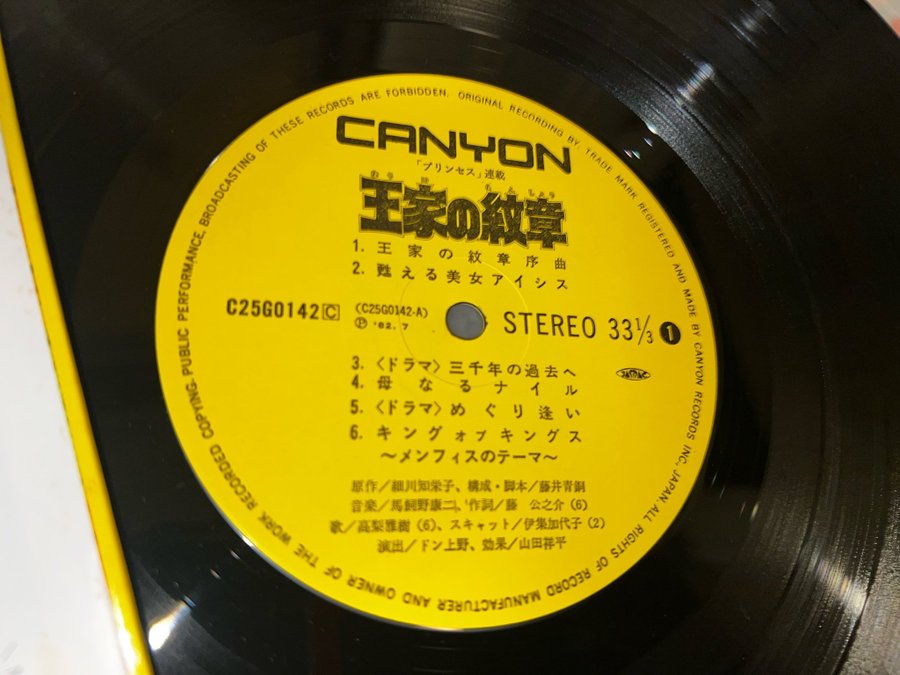 CANYON
「プリンセス」連載
おう け もんしょう
王家の紋章
1. 王家の紋章序曲
2. 甦える美女アイシス
C25G0142 C
(C25G0142-A)
Ⓟ '82.7
STEREO 33 1/3 1
JASRAC
3. 〈ドラマ〉三千年の過去へ
4. 母なるナイル
5. 〈ドラマ〉めぐり逢い
6. キングオブキングス
〜メンフィスのテーマ〜
原作/細川知栄子、構成・脚本/藤井青銅
音楽/馬飼野康二、作詞/藤 公之介(6)
歌/高梨雅樹(6)、スキャット/伊集加代子(2)
演出/ドン上野、効果/山田祥平
ORIGINAL RECORDING BY. TRADE MARK REGISTERED AND MADE BY CANYON RECORDS INC, JAPAN. ALL RIGHTS OF RECORD MANUFACTURER AND OWNER OF THE WORK RECORDED COPYING. PUBLIC PERFORMANCE, BROADCASTING OF THESE RECORDS ARE FORBIDDEN.